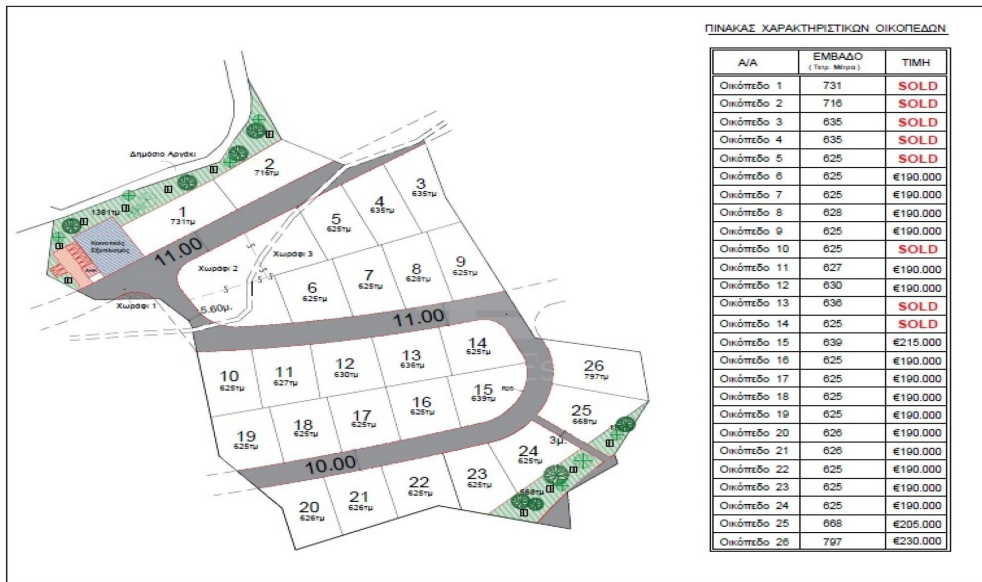 ΠΙΝΑΚΑΣ ΧΑΡΑΚΤΗΡΙΣΤΙΚΩΝ ΟΙΚΟΠΕΔΩΝ
Α/Α ΕΜΒΑΔΟ ( Τετρ. Μέτρα ) ΤΙΜΗ
Οικόπεδο 1 731 SOLD
Οικόπεδο 2 716 SOLD
Οικόπεδο 3 635 SOLD
Οικόπεδο 4 635 SOLD
Οικόπεδο 5 625 SOLD
Οικόπεδο 6 625 €190.000
Οικόπεδο 7 625 €190.000
Οικόπεδο 8 628 €190.000
Οικόπεδο 9 625 €190.000
Οικόπεδο 10 625 SOLD
Οικόπεδο 11 627 €190.000
Οικόπεδο 12 630 €190.000
Οικόπεδο 13 636 SOLD
Οικόπεδο 14 625 SOLD
Οικόπεδο 15 639 €215.000
Οικόπεδο 16 625 €190.000
Οικόπεδο 17 625 €190.000
Οικόπεδο 18 625 €190.000
Οικόπεδο 19 625 €190.000
Οικόπεδο 20 626 €190.000
Οικόπεδο 21 626 €190.000
Οικόπεδο 22 625 €190.000
Οικόπεδο 23 625 €190.000
Οικόπεδο 24 625 €190.000
Οικόπεδο 25 668 €205.000
Οικόπεδο 26 797 €230.000
Δημόσιο Αργάκι
2
716τμ
1381τμ
1
731τμ
Κοινοτικός
Εξοπλισμός
11.00
3
635τμ
4
635τμ
5
625τμ
Χωράφι 2
Χωράφι 3
Χωράφι 1
5.60μ.
6
625τμ
7
625τμ
8
628τμ
9
625τμ
11.00
10
625τμ
11
627τμ
12
630τμ
13
636τμ
14
625τμ
15
639τμ
16
625τμ
17
625τμ
18
625τμ
19
625τμ
26
797τμ
25
668τμ
3μ.
10.00
24
625τμ
23
625τμ
22
625τμ
21
626τμ
20
626τμ